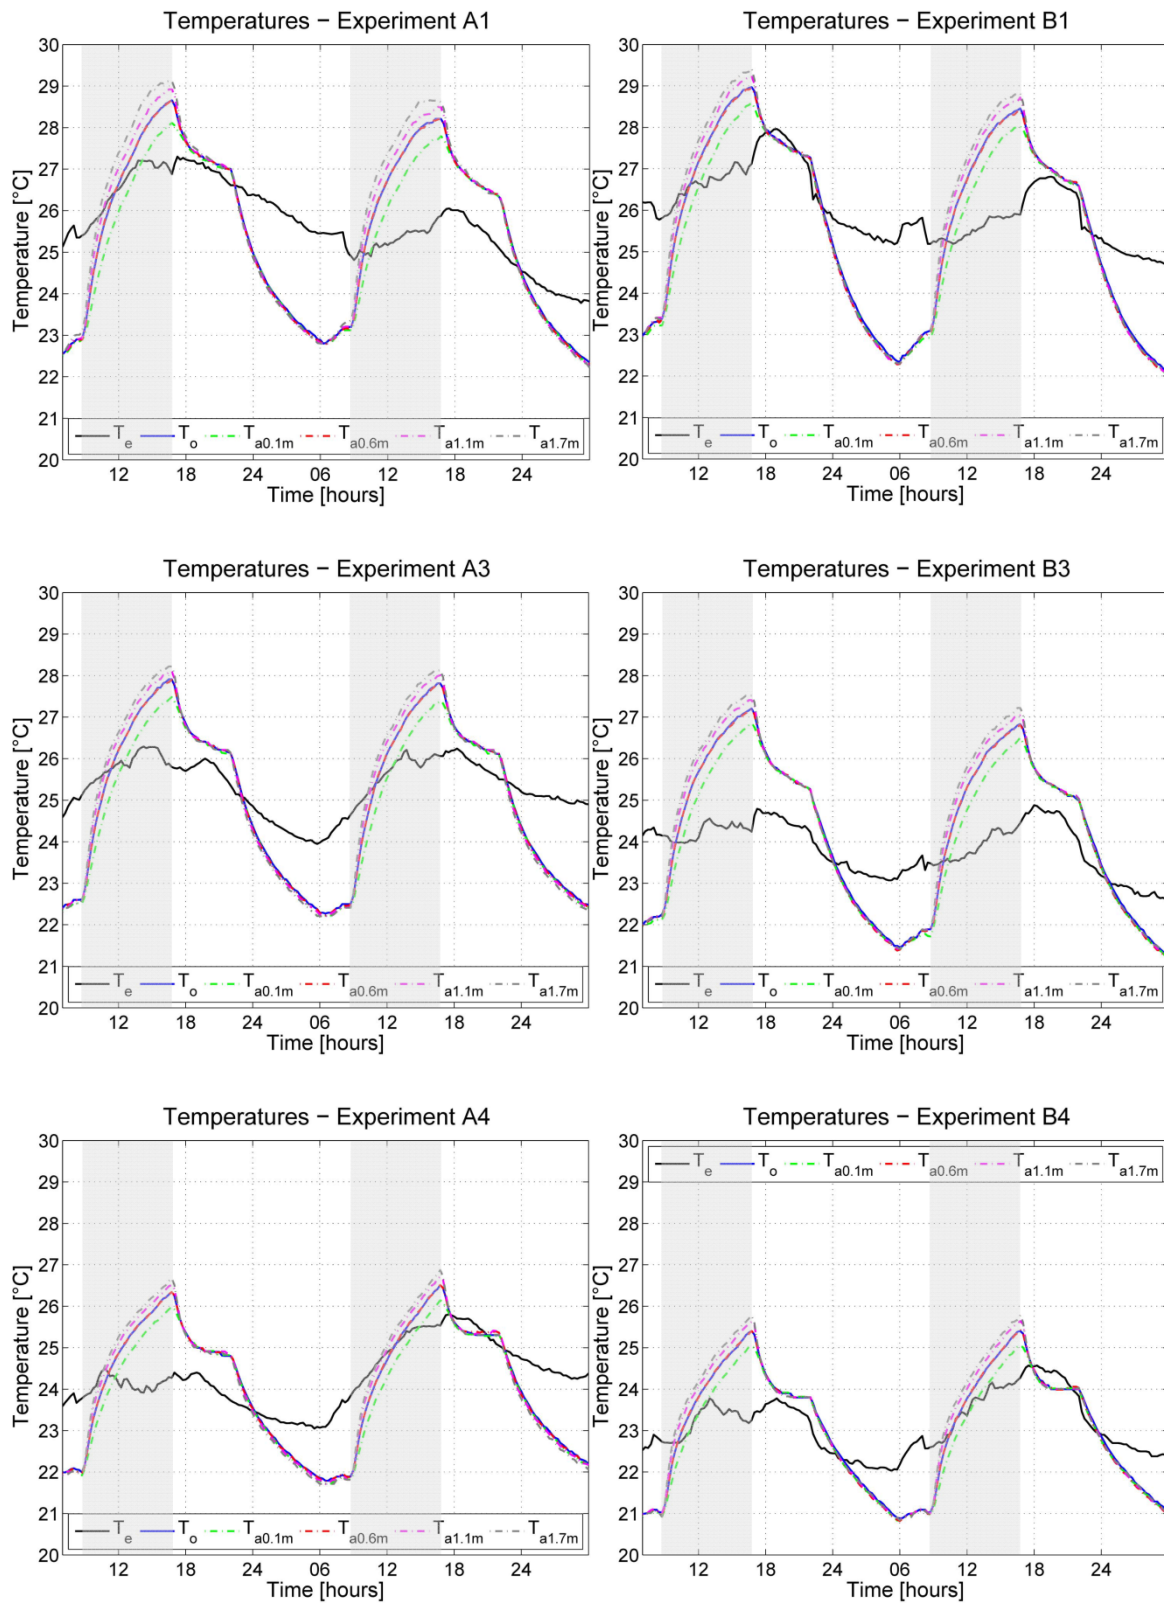 Temperatures − Experiment A1
30
29
28
27
26
25
24
23
22
21
20
Temperature [°C]
T_e T_o T_a0.1m T_a0.6m T_a1.1m T_a1.7m
12 18 24 06 12 18 24
Time [hours]
Temperatures − Experiment B1
30
29
28
27
26
25
24
23
22
21
20
Temperature [°C]
T_e T_o T_a0.1m T_a0.6m T_a1.1m T_a1.7m
12 18 24 06 12 18 24
Time [hours]
Temperatures − Experiment A3
30
29
28
27
26
25
24
23
22
21
20
Temperature [°C]
T_e T_o T_a0.1m T_a0.6m T_a1.1m T_a1.7m
12 18 24 06 12 18 24
Time [hours]
Temperatures − Experiment B3
30
29
28
27
26
25
24
23
22
21
20
Temperature [°C]
T_e T_o T_a0.1m T_a0.6m T_a1.1m T_a1.7m
12 18 24 06 12 18 24
Time [hours]
Temperatures − Experiment A4
30
29
28
27
26
25
24
23
22
21
20
Temperature [°C]
T_e T_o T_a0.1m T_a0.6m T_a1.1m T_a1.7m
12 18 24 06 12 18 24
Time [hours]
Temperatures − Experiment B4
T_e T_o T_a0.1m T_a0.6m T_a1.1m T_a1.7m
30
29
28
27
26
25
24
23
22
21
20
Temperature [°C]
12 18 24 06 12 18 24
Time [hours]